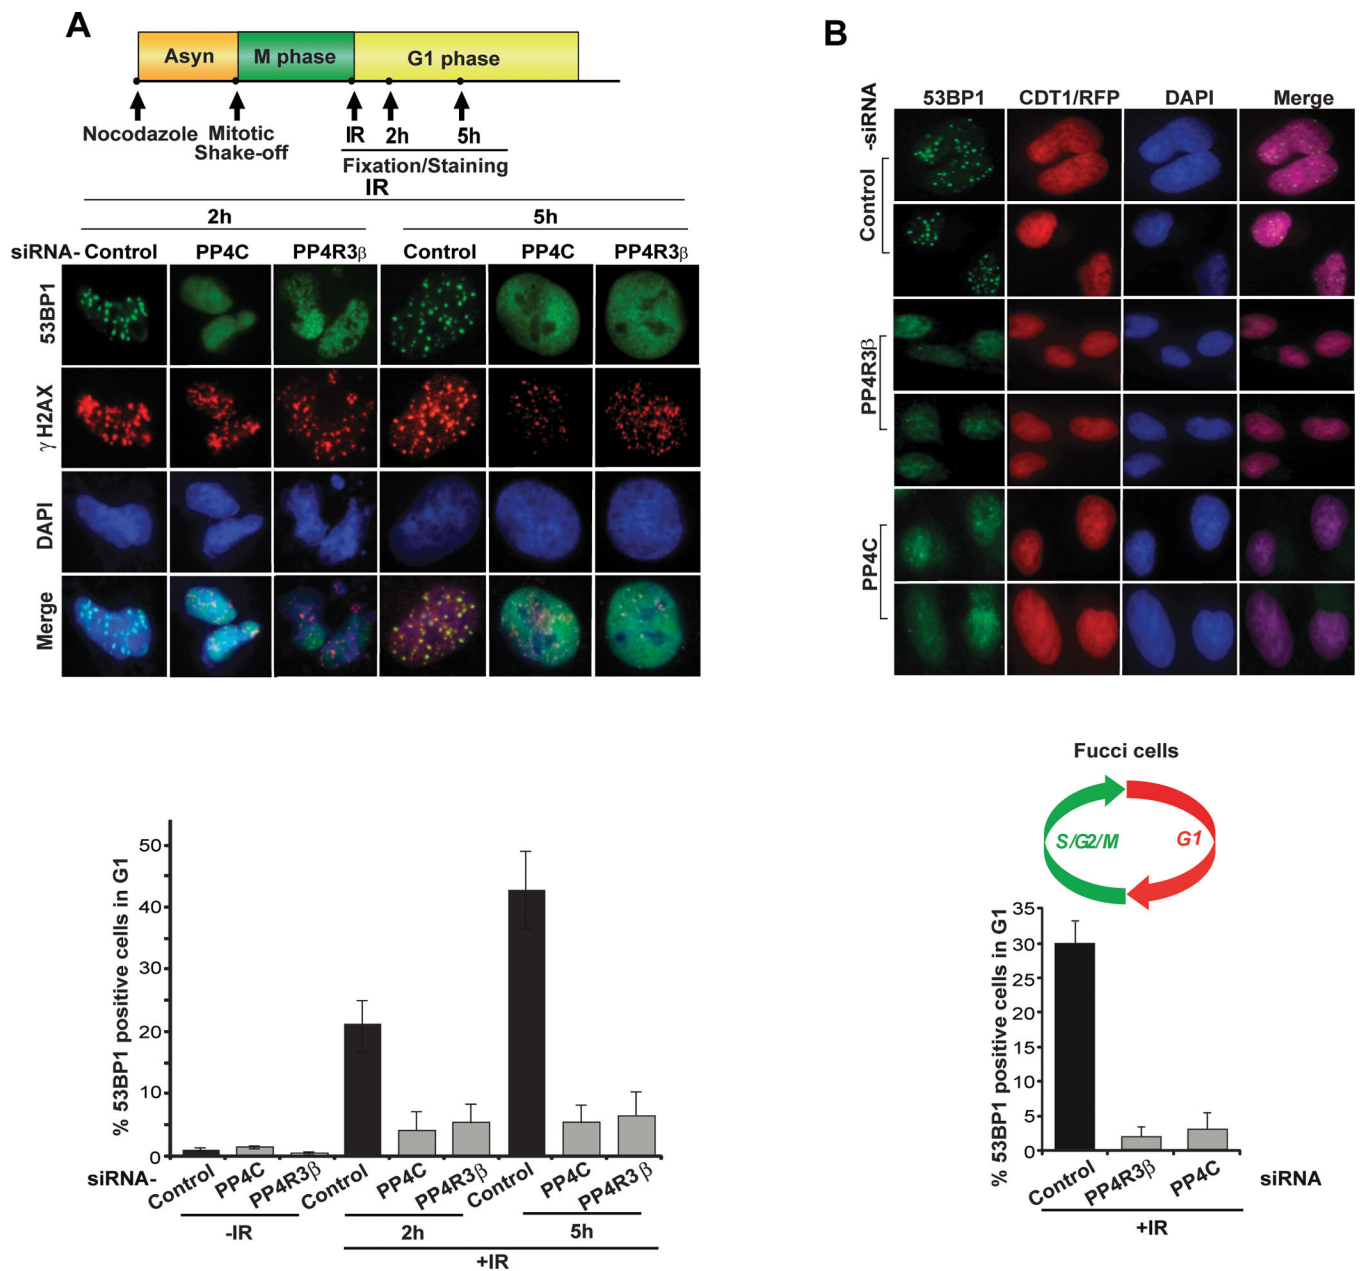 A
Asyn M phase G1 phase
Nocodazole Mitotic Shake-off IR 2h 5h
Fixation/Staining
IR
2h 5h
siRNA- Control PP4C PP4R3β Control PP4C PP4R3β
53BP1
γH2AX
DAPI
Merge
% 53BP1 positive cells in G1
50
40
30
20
10
0
siRNA- Control PP4C PP4R3β Control PP4C PP4R3β Control PP4C PP4R3β
-IR 2h 5h
+IR
B
53BP1 CDT1/RFP DAPI Merge
-siRNA
Control
PP4R3β
PP4C
Fucci cells
S/G2/M G1
% 53BP1 positive cells in G1
35
30
25
20
15
10
5
0
Control PP4R3β PP4C siRNA
+IR